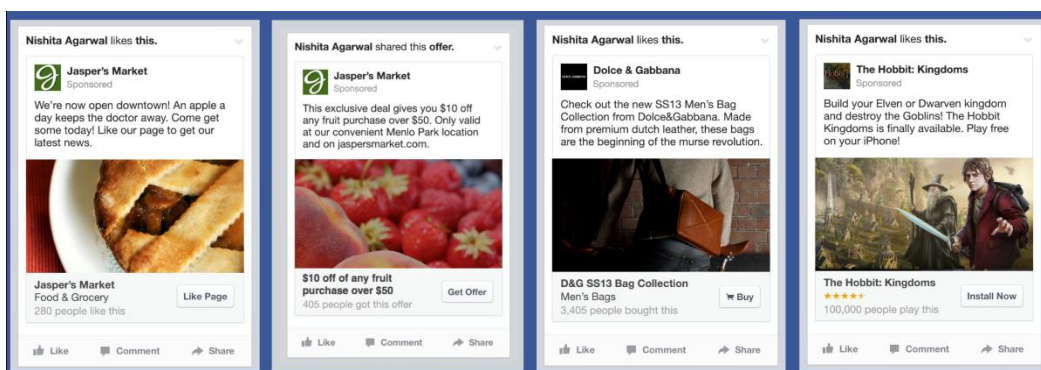 Nishita Agarwal likes this.
Jasper's Market
Sponsored
We're now open downtown! An apple a
day keeps the doctor away. Come get
some today! Like our page to get our
latest news.
Jasper's Market
Food & Grocery
280 people like this
Like Page
Like
Comment
Share
Nishita Agarwal shared this offer.
Jasper's Market
Sponsored
This exclusive deal gives you $10 off
any fruit purchase over $50. Only valid
at our convenient Menlo Park location
and on jaspersmarket.com.
$10 off of any fruit
purchase over $50
405 people got this offer
Get Offer
Like
Comment
Share
Nishita Agarwal likes this.
DOLCE & GABBANA
Dolce & Gabbana
Sponsored
Check out the new SS13 Men's Bag
Collection from Dolce&Gabbana. Made
from premium dutch leather, these bags
are the beginning of the murse revolution.
D&G SS13 Bag Collection
Men's Bags
3,405 people bought this
Buy
Like
Comment
Share
Nishita Agarwal likes this.
The Hobbit: Kingdoms
Sponsored
Build your Elven or Dwarven kingdom
and destroy the Goblins! The Hobbit
Kingdoms is finally available. Play free
on your iPhone!
The Hobbit: Kingdoms
100,000 people play this
Install Now
Like
Comment
Share